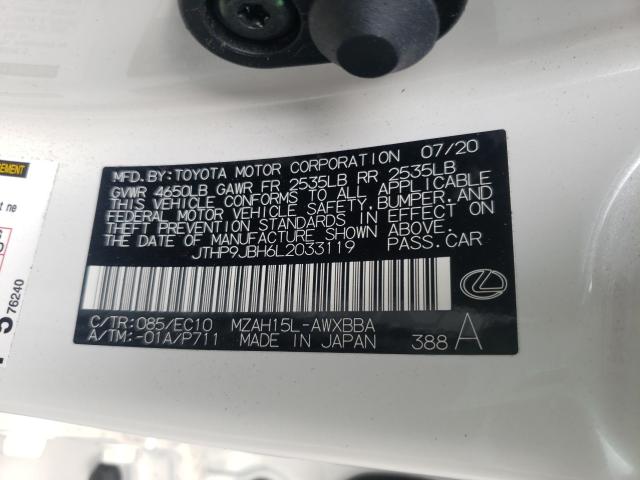 MFD. BY: TOYOTA MOTOR CORPORATION 07/20
GVWR 4650LB GAWR FR 2535LB RR 2535LB
THIS VEHICLE CONFORMS TO ALL APPLICABLE
FEDERAL MOTOR VEHICLE SAFETY, BUMPER, AND
THEFT PREVENTION STANDARDS IN EFFECT ON
THE DATE OF MANUFACTURE SHOWN ABOVE.
JTHP9JBH6L2033119 PASS. CAR
C/TR: 085/EC10 MZAH15L-AWXBBA
A/TM: -01A/P711 MADE IN JAPAN 388 A
76240